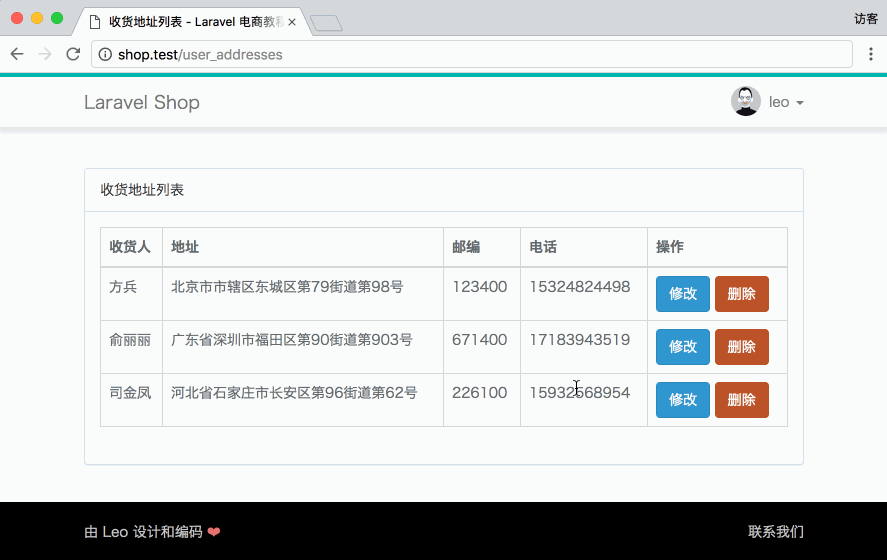 收货地址列表 - Laravel 电商教程
访客
shop.test/user_addresses
Laravel Shop
leo
收货地址列表
收货人 地址 邮编 电话 操作
方兵 北京市市辖区东城区第79街道第98号 123400 15324824498 修改 删除
俞丽丽 广东省深圳市福田区第90街道第903号 671400 17183943519 修改 删除
司金凤 河北省石家庄市长安区第96街道第62号 226100 15932568954 修改 删除
由 Leo 设计和编码 ❤
联系我们